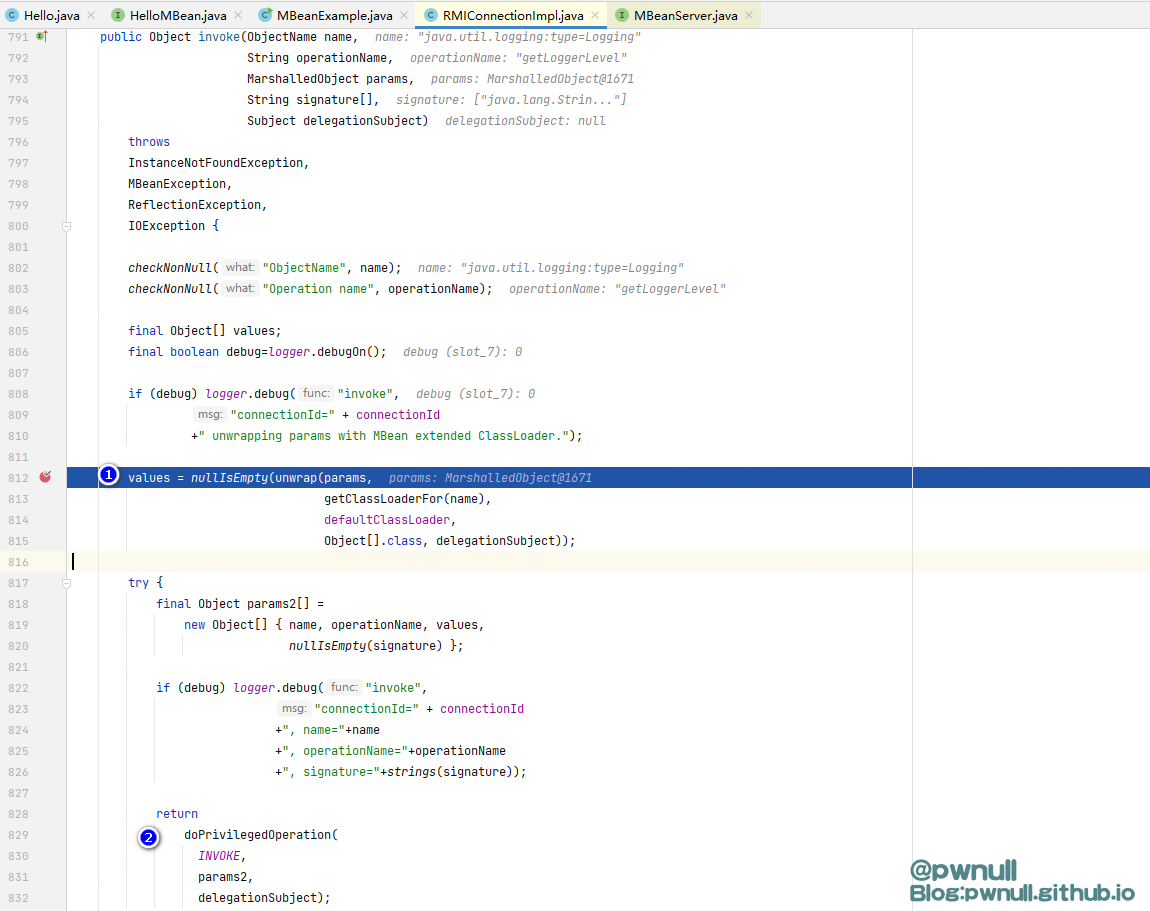 Hello.java × HelloMBean.java × MBeanExample.java × RMIConnectionImpl.java × MBeanServer.java ×
791 public Object invoke(ObjectName name, name: "java.util.logging:type=Logging"
792 String operationName, operationName: "getLoggerLevel"
793 MarshalledObject params, params: MarshalledObject@1671
794 String signature[], signature: ["java.lang.Strin..."]
795 Subject delegationSubject) delegationSubject: null
796 throws
797 InstanceNotFoundException,
798 MBeanException,
799 ReflectionException,
800 IOException {
801
802 checkNonNull( what: "ObjectName", name); name: "java.util.logging:type=Logging"
803 checkNonNull( what: "Operation name", operationName); operationName: "getLoggerLevel"
804
805 final Object[] values;
806 final boolean debug=logger.debugOn(); debug (slot_7): 0
807
808 if (debug) logger.debug( func: "invoke", debug (slot_7): 0
809 msg: "connectionId=" + connectionId
810 +" unwrapping params with MBean extended ClassLoader.");
811
812 1 values = nullIsEmpty(unwrap(params, params: MarshalledObject@1671
813 getClassLoaderFor(name),
814 defaultClassLoader,
815 Object[].class, delegationSubject));
816
817 try {
818 final Object params2[] =
819 new Object[] { name, operationName, values,
820 nullIsEmpty(signature) };
821
822 if (debug) logger.debug( func: "invoke",
823 msg: "connectionId=" + connectionId
824 +", name="+name
825 +", operationName="+operationName
826 +", signature="+strings(signature));
827
828 return
829 2 doPrivilegedOperation(
830 INVOKE,
831 params2,
832 delegationSubject);
@pwnull
Blog:pwnull.github.io